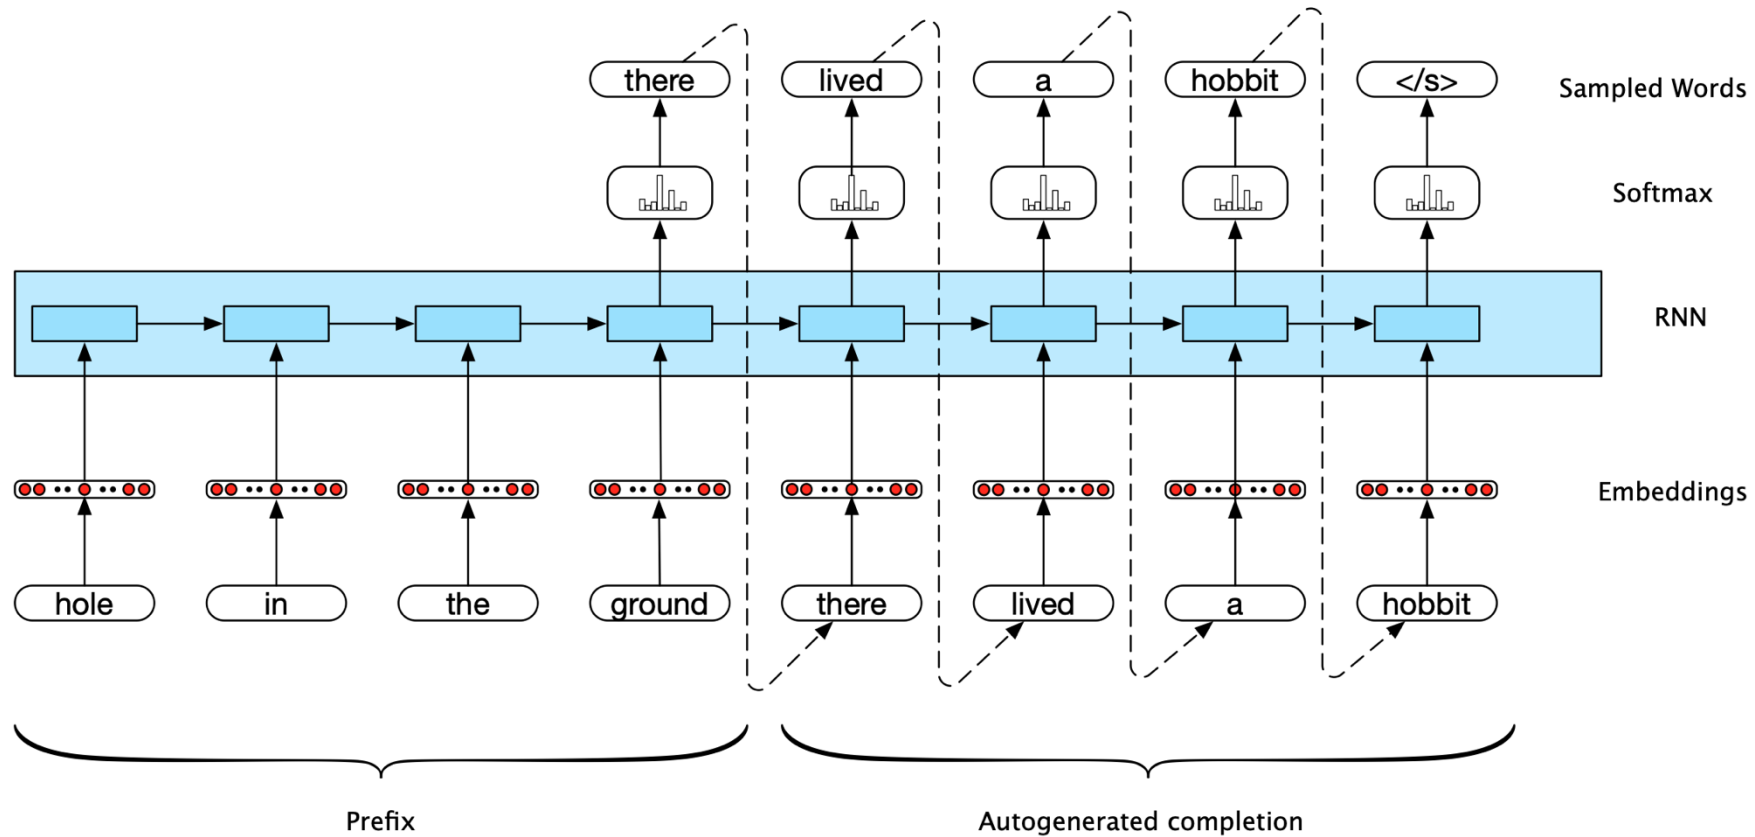 there lived a hobbit </s> Sampled Words
Softmax
RNN
Embeddings
hole in the ground there lived a hobbit
Prefix Autogenerated completion